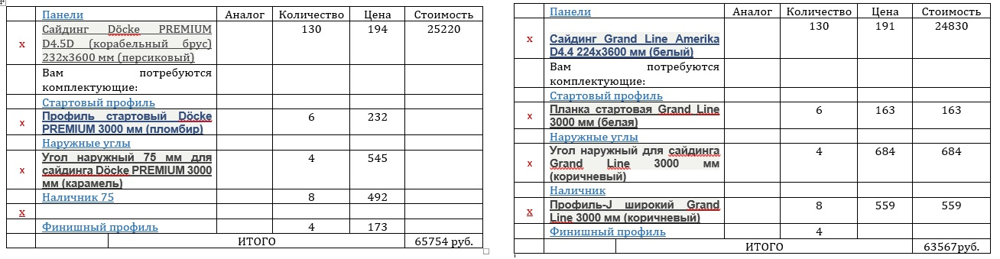 Панели Аналог Количество Цена Стоимость
х Сайдинг Döcke PREMIUM 130 194 25220
D4.5D (корабельный брус)
232х3600 мм (персиковый)
Вам потребуются
комплектующие:
Стартовый профиль
х Профиль стартовый Döcke 6 232
PREMIUM 3000 мм (пломбир)
Наружные углы
х Угол наружный 75 мм для 4 545
сайдинга Döcke PREMIUM 3000
мм (карамель)
Наличник 75 8 492
х
Финишный профиль 4 173
ИТОГО 65754 руб.
Панели Аналог Количество Цена Стоимость
130 191 24830
х Сайдинг Grand Line Amerika
D4.4 224х3600 мм (белый)
Вам потребуются
комплектующие:
Стартовый профиль
х Планка стартовая Grand Line 6 163 163
3000 мм (белая)
Наружные углы
х Угол наружный для сайдинга 4 684 684
Grand Line 3000 мм
(коричневый)
Наличник
х Профиль-J широкий Grand 8 559 559
Line 3000 мм (коричневый)
Финишный профиль 4
ИТОГО 63567руб.